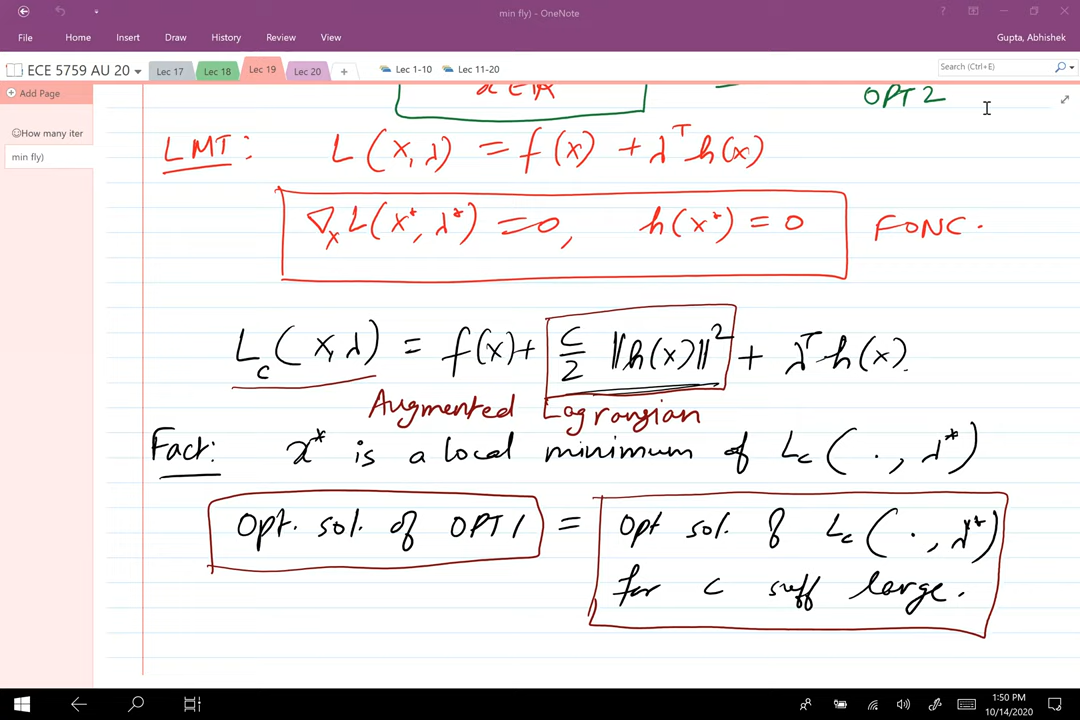 min fly) - OneNote
Gupta, Abhishek
File Home Insert Draw History Review View
ECE 5759 AU 20 Lec 17 Lec 18 Lec 19 Lec 20 + Lec 1-10 Lec 11-20 Search (Ctrl+E)
Add Page
How many iter
min fly)
OPT 2
LMT: L(x,λ) = f(x) + λᵀh(x)
∇ₓL(x*,λ*) = 0, h(x*) = 0 FONC.
L_c(x,λ) = f(x) + c/2 ||h(x)||² + λᵀh(x).
Augmented Lagrangian
Fact: x* is a local minimum of L_c(·, λ*)
Opt. sol. of OPT1 = Opt sol. of L_c(·, λ*)
for c suff large.
1:50 PM
10/14/2020